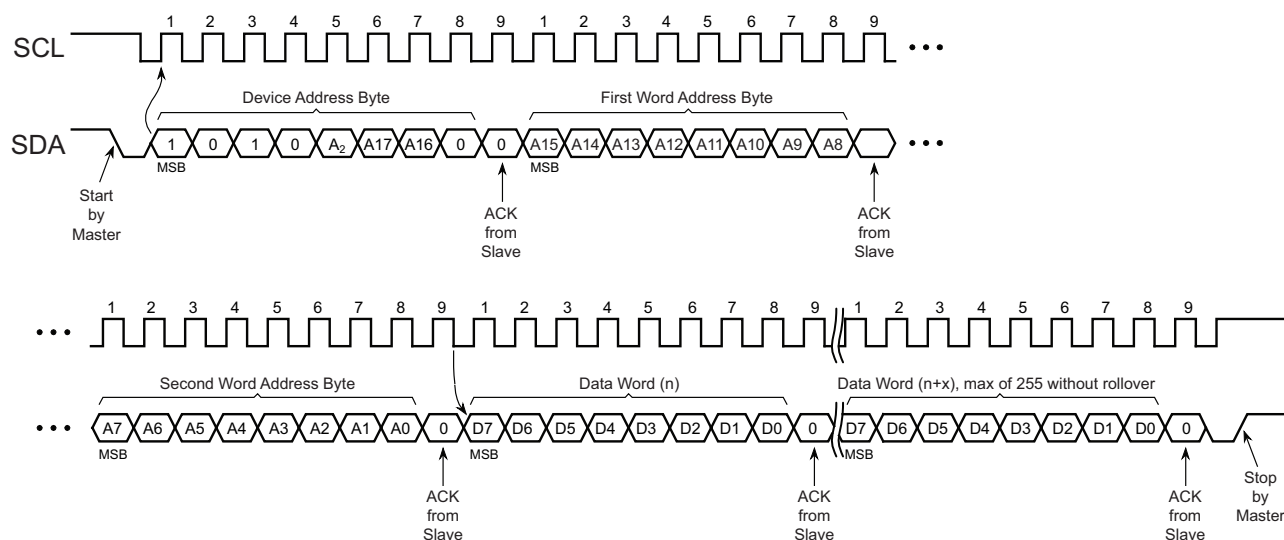 1 2 3 4 5 6 7 8 9 1 2 3 4 5 6 7 8 9
SCL
Device Address Byte First Word Address Byte
SDA 1 0 1 0 A2 A17 A16 0 0 A15 A14 A13 A12 A11 A10 A9 A8
MSB MSB
Start
by
Master
ACK
from
Slave
ACK
from
Slave
1 2 3 4 5 6 7 8 9 1 2 3 4 5 6 7 8 9 1 2 3 4 5 6 7 8 9
Second Word Address Byte Data Word (n) Data Word (n+x), max of 255 without rollover
A7 A6 A5 A4 A3 A2 A1 A0 0 D7 D6 D5 D4 D3 D2 D1 D0 0 D7 D6 D5 D4 D3 D2 D1 D0 0
MSB MSB MSB
ACK
from
Slave
ACK
from
Slave
ACK
from
Slave
Stop
by
Master